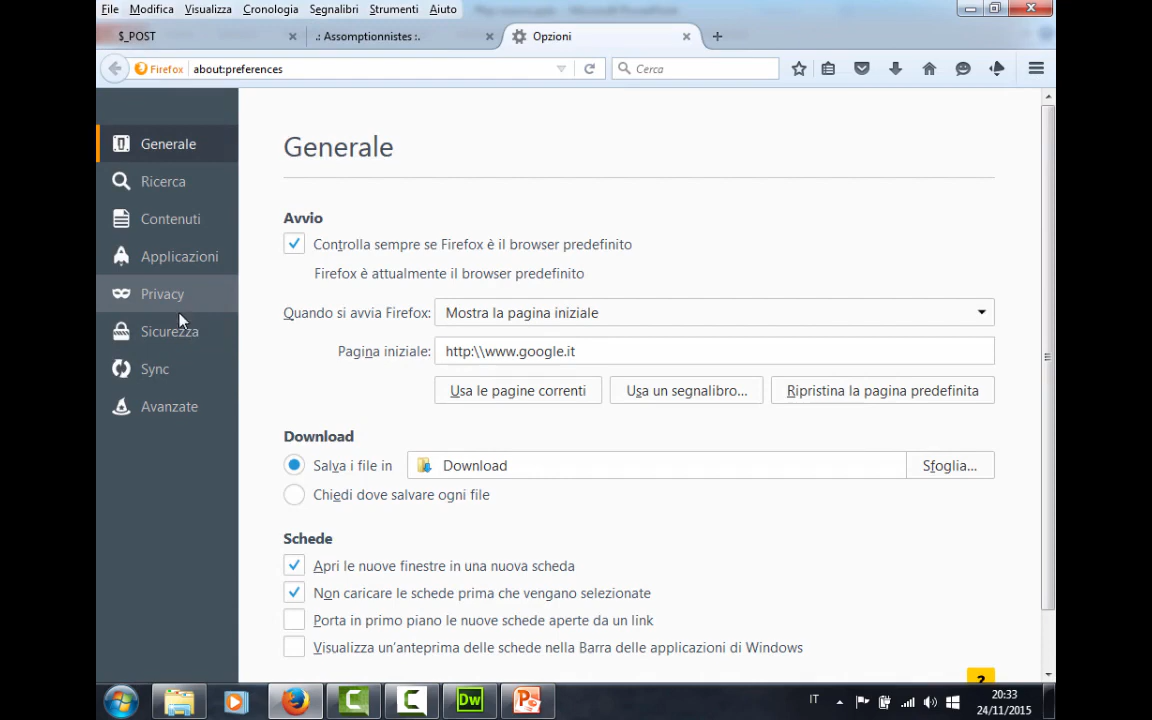 File Modifica Visualizza Cronologia Segnalibri Strumenti Aiuto
$_POST .: Assomptionnistes :. Opzioni
Firefox about:preferences Cerca
Generale
Ricerca
Contenuti
Applicazioni
Privacy
Sicurezza
Sync
Avanzate
Generale
Avvio
Controlla sempre se Firefox è il browser predefinito
Firefox è attualmente il browser predefinito
Quando si avvia Firefox: Mostra la pagina iniziale
Pagina iniziale: http:\\www.google.it
Usa le pagine correnti Usa un segnalibro... Ripristina la pagina predefinita
Download
Salva i file in Download Sfoglia...
Chiedi dove salvare ogni file
Schede
Apri le nuove finestre in una nuova scheda
Non caricare le schede prima che vengano selezionate
Porta in primo piano le nuove schede aperte da un link
Visualizza un'anteprima delle schede nella Barra delle applicazioni di Windows
?
Dw
IT
20:33
24/11/2015